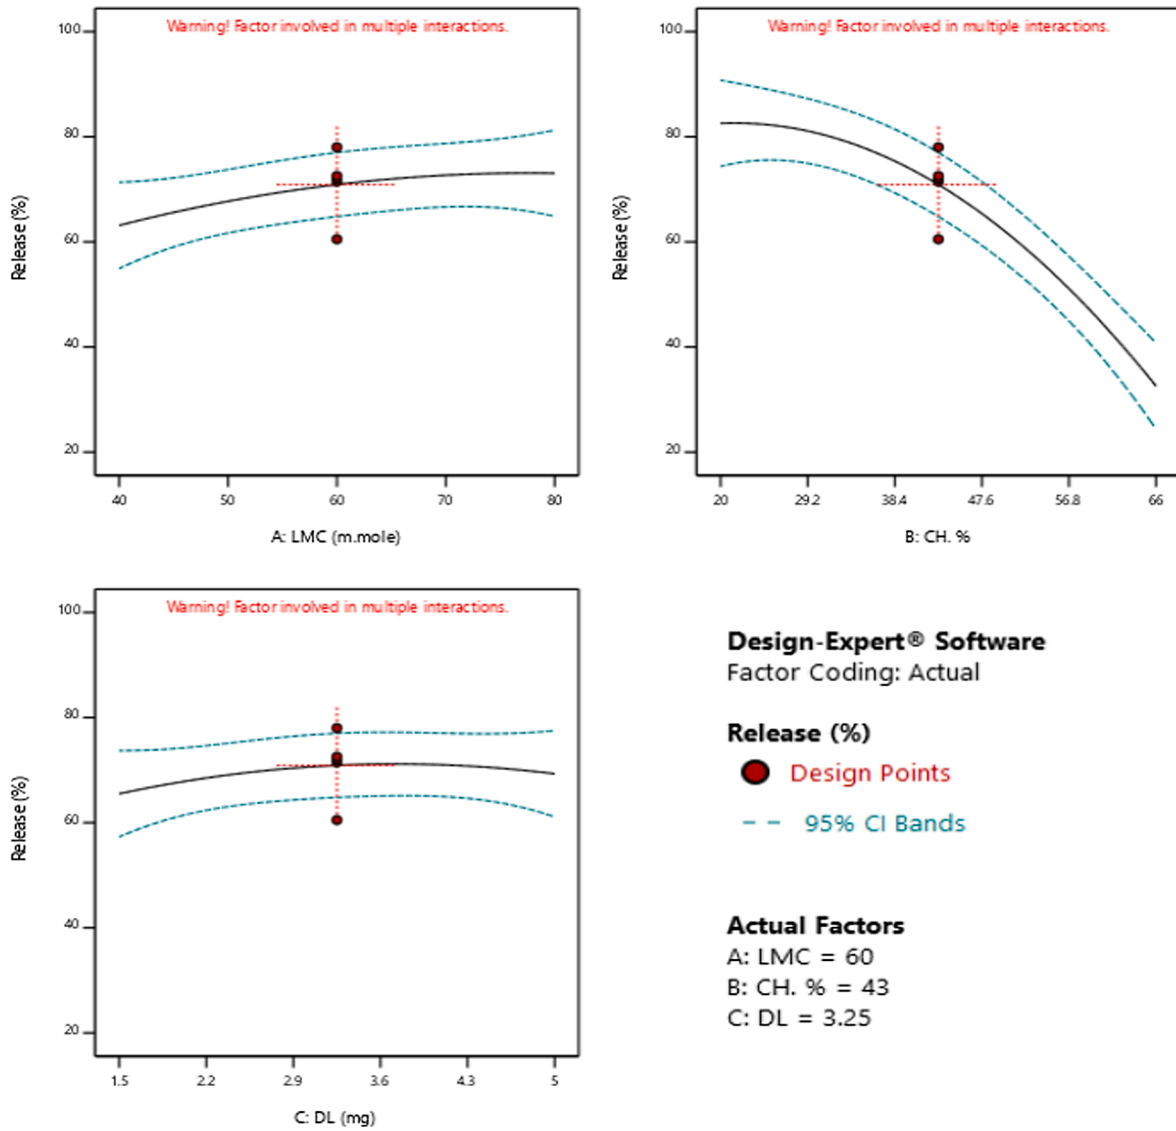 Warning! Factor involved in multiple interactions.
100
80
60
40
20
Release (%)
40 50 60 70 80
A: LMC (m.mole)
Warning! Factor involved in multiple interactions.
100
80
60
40
20
Release (%)
20 29.2 38.4 47.6 56.8 66
B: CH. %
Warning! Factor involved in multiple interactions.
100
80
60
40
20
Release (%)
1.5 2.2 2.9 3.6 4.3 5
C: DL (mg)
Design-Expert® Software
Factor Coding: Actual
Release (%)
Design Points
95% CI Bands
Actual Factors
A: LMC = 60
B: CH. % = 43
C: DL = 3.25